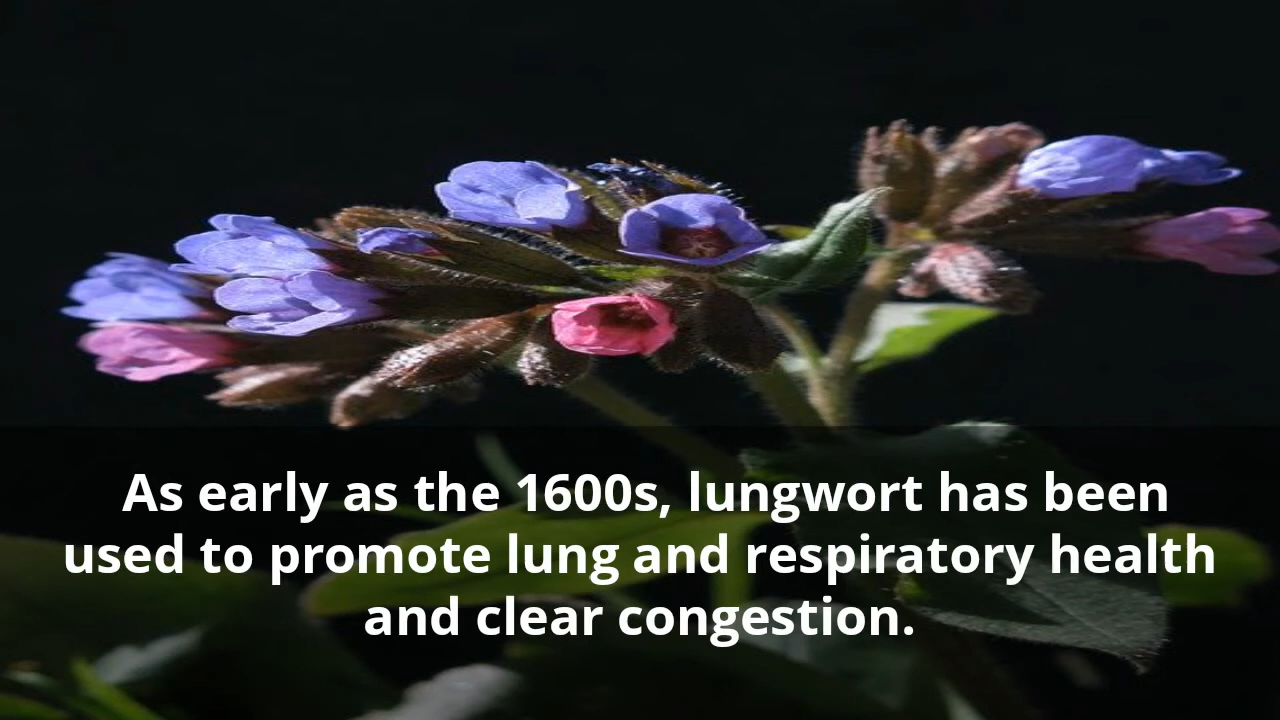 As early as the 1600s, lungwort has been
used to promote lung and respiratory health
and clear congestion.